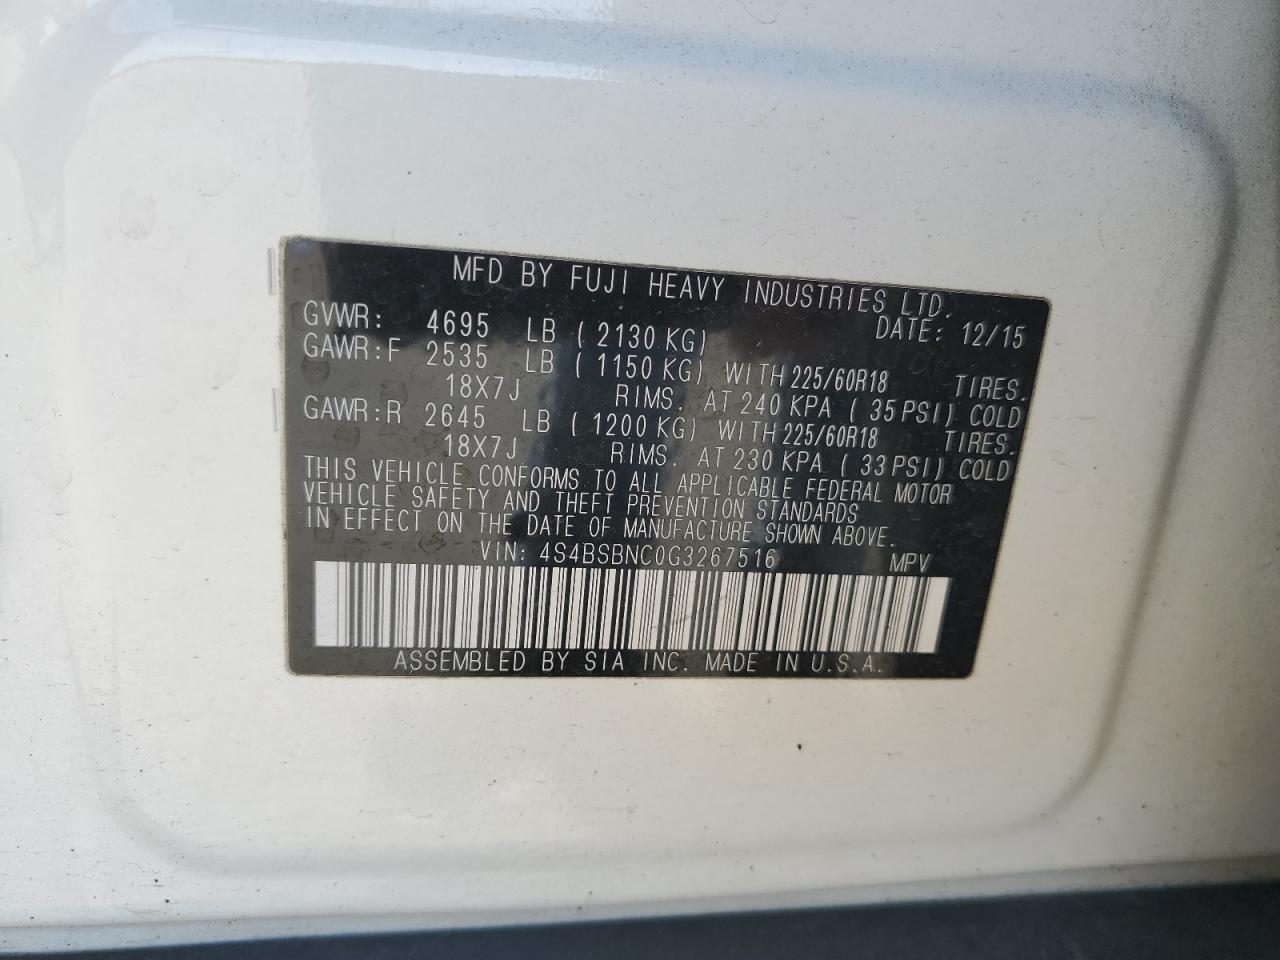 MFD BY FUJI HEAVY INDUSTRIES LTD.
DATE: 12/15
GVWR: 4695 LB ( 2130 KG)
GAWR:F 2535 LB ( 1150 KG) WITH 225/60R18 TIRES.
18X7J RIMS. AT 240 KPA ( 35 PSI) COLD
GAWR:R 2645 LB ( 1200 KG) WITH 225/60R18 TIRES.
18X7J RIMS. AT 230 KPA ( 33 PSI) COLD
THIS VEHICLE CONFORMS TO ALL APPLICABLE FEDERAL MOTOR
VEHICLE SAFETY AND THEFT PREVENTION STANDARDS
IN EFFECT ON THE DATE OF MANUFACTURE SHOWN ABOVE.
VIN: 4S4BSBNC0G3267516 MPV
ASSEMBLED BY SIA INC. MADE IN U.S.A.